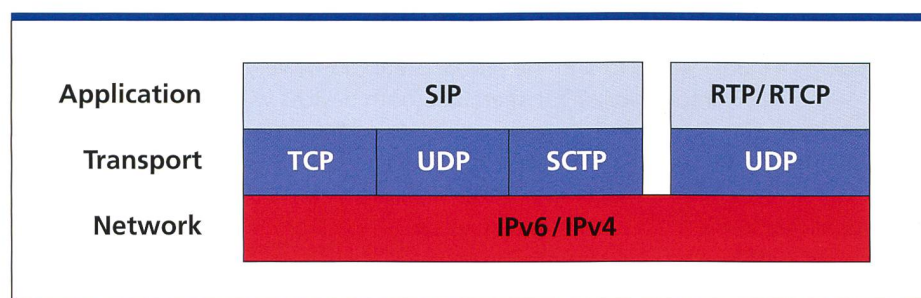 Application SIP RTP/RTCP
Transport TCP UDP SCTP UDP
Network IPv6/IPv4